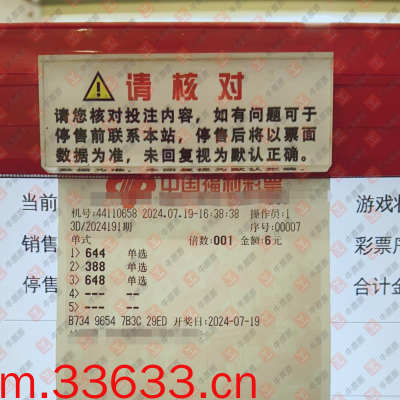 请核对
请您核对投注内容，如有问题可于
停售前联系本站，停售后将以票面
数据为准，未回复视为默认正确。
中国福利彩票
机号:44110658 2024.07.19-16:38:38 操作员:1
3D/2024191期 序号:00007
单式 倍数:001 金额:6元
1> 644 单选
2> 388 单选
3> 648 单选
4> --- --
5> --- --
B734 9654 7B3C 29ED 开奖日:2024-07-19
当前
销售
停售
游戏状
彩票户
合计金
m.33633.cn